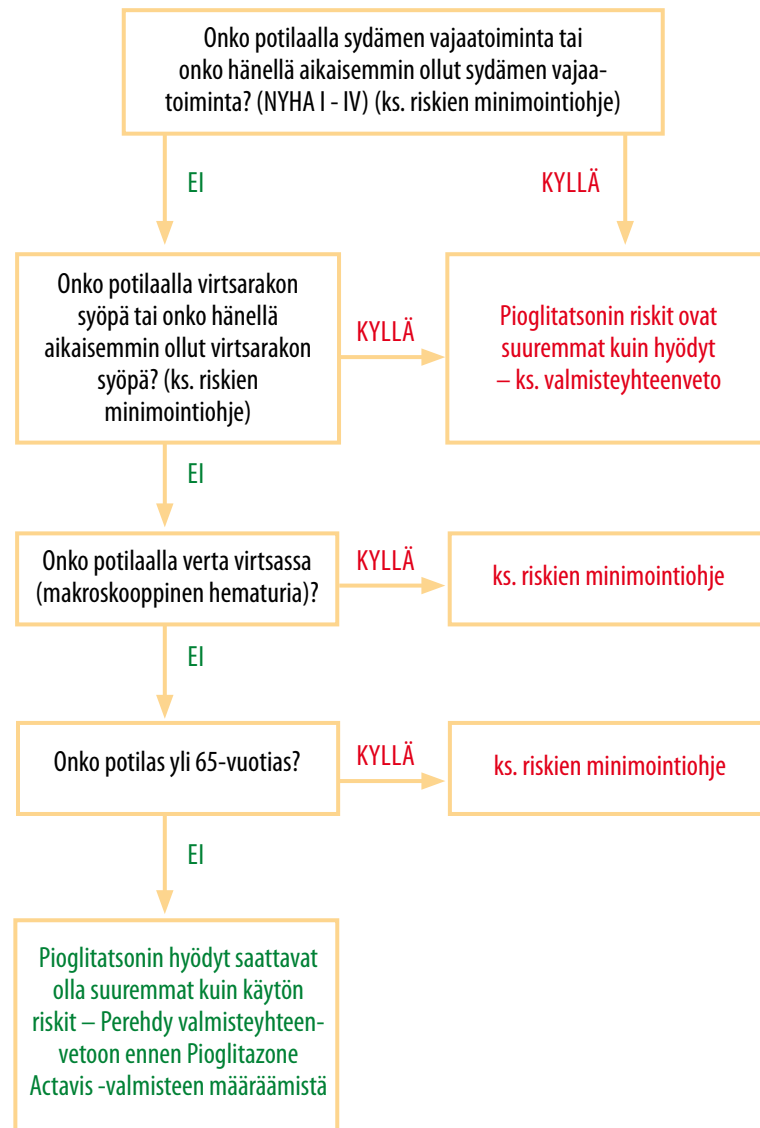 Onko potilaalla sydämen vajaatoiminta tai
onko hänellä aikaisemmin ollut sydämen vajaa-
toiminta? (NYHA I - IV) (ks. riskien minimointiohje)
EI
KYLLÄ
Onko potilaalla virtsarakon
syöpä tai onko hänellä
aikaisemmin ollut virtsarakon
syöpä? (ks. riskien
minimointiohje)
KYLLÄ
Pioglitatsonin riskit ovat
suuremmat kuin hyödyt
– ks. valmisteyhteenveto
EI
Onko potilaalla verta virtsassa
(makroskooppinen hematuria)?
KYLLÄ
ks. riskien minimointiohje
EI
Onko potilas yli 65-vuotias?
KYLLÄ
ks. riskien minimointiohje
EI
Pioglitatsonin hyödyt saattavat
olla suuremmat kuin käytön
riskit – Perehdy valmisteyhteen-
vetoon ennen Pioglitazone
Actavis -valmisteen määräämistä